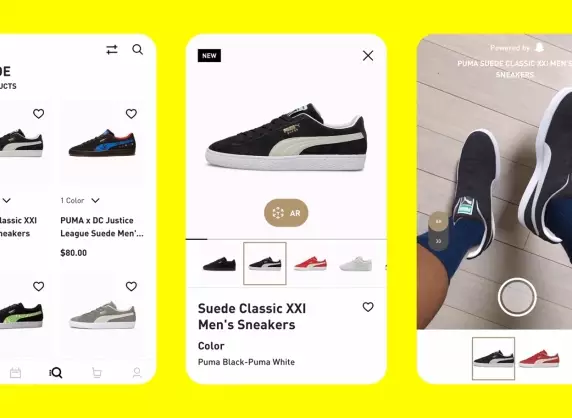 DE
UCTS
lassic XXI
neakers
1 Color
PUMA x DC Justice
League Suede Men'...
$80.00
NEW
PUMA
AR
Suede Classic XXI
Men's Sneakers
Color
Puma Black-Puma White
Powered by
PUMA SUEDE CLASSIC XXI MEN'S
SNEAKERS